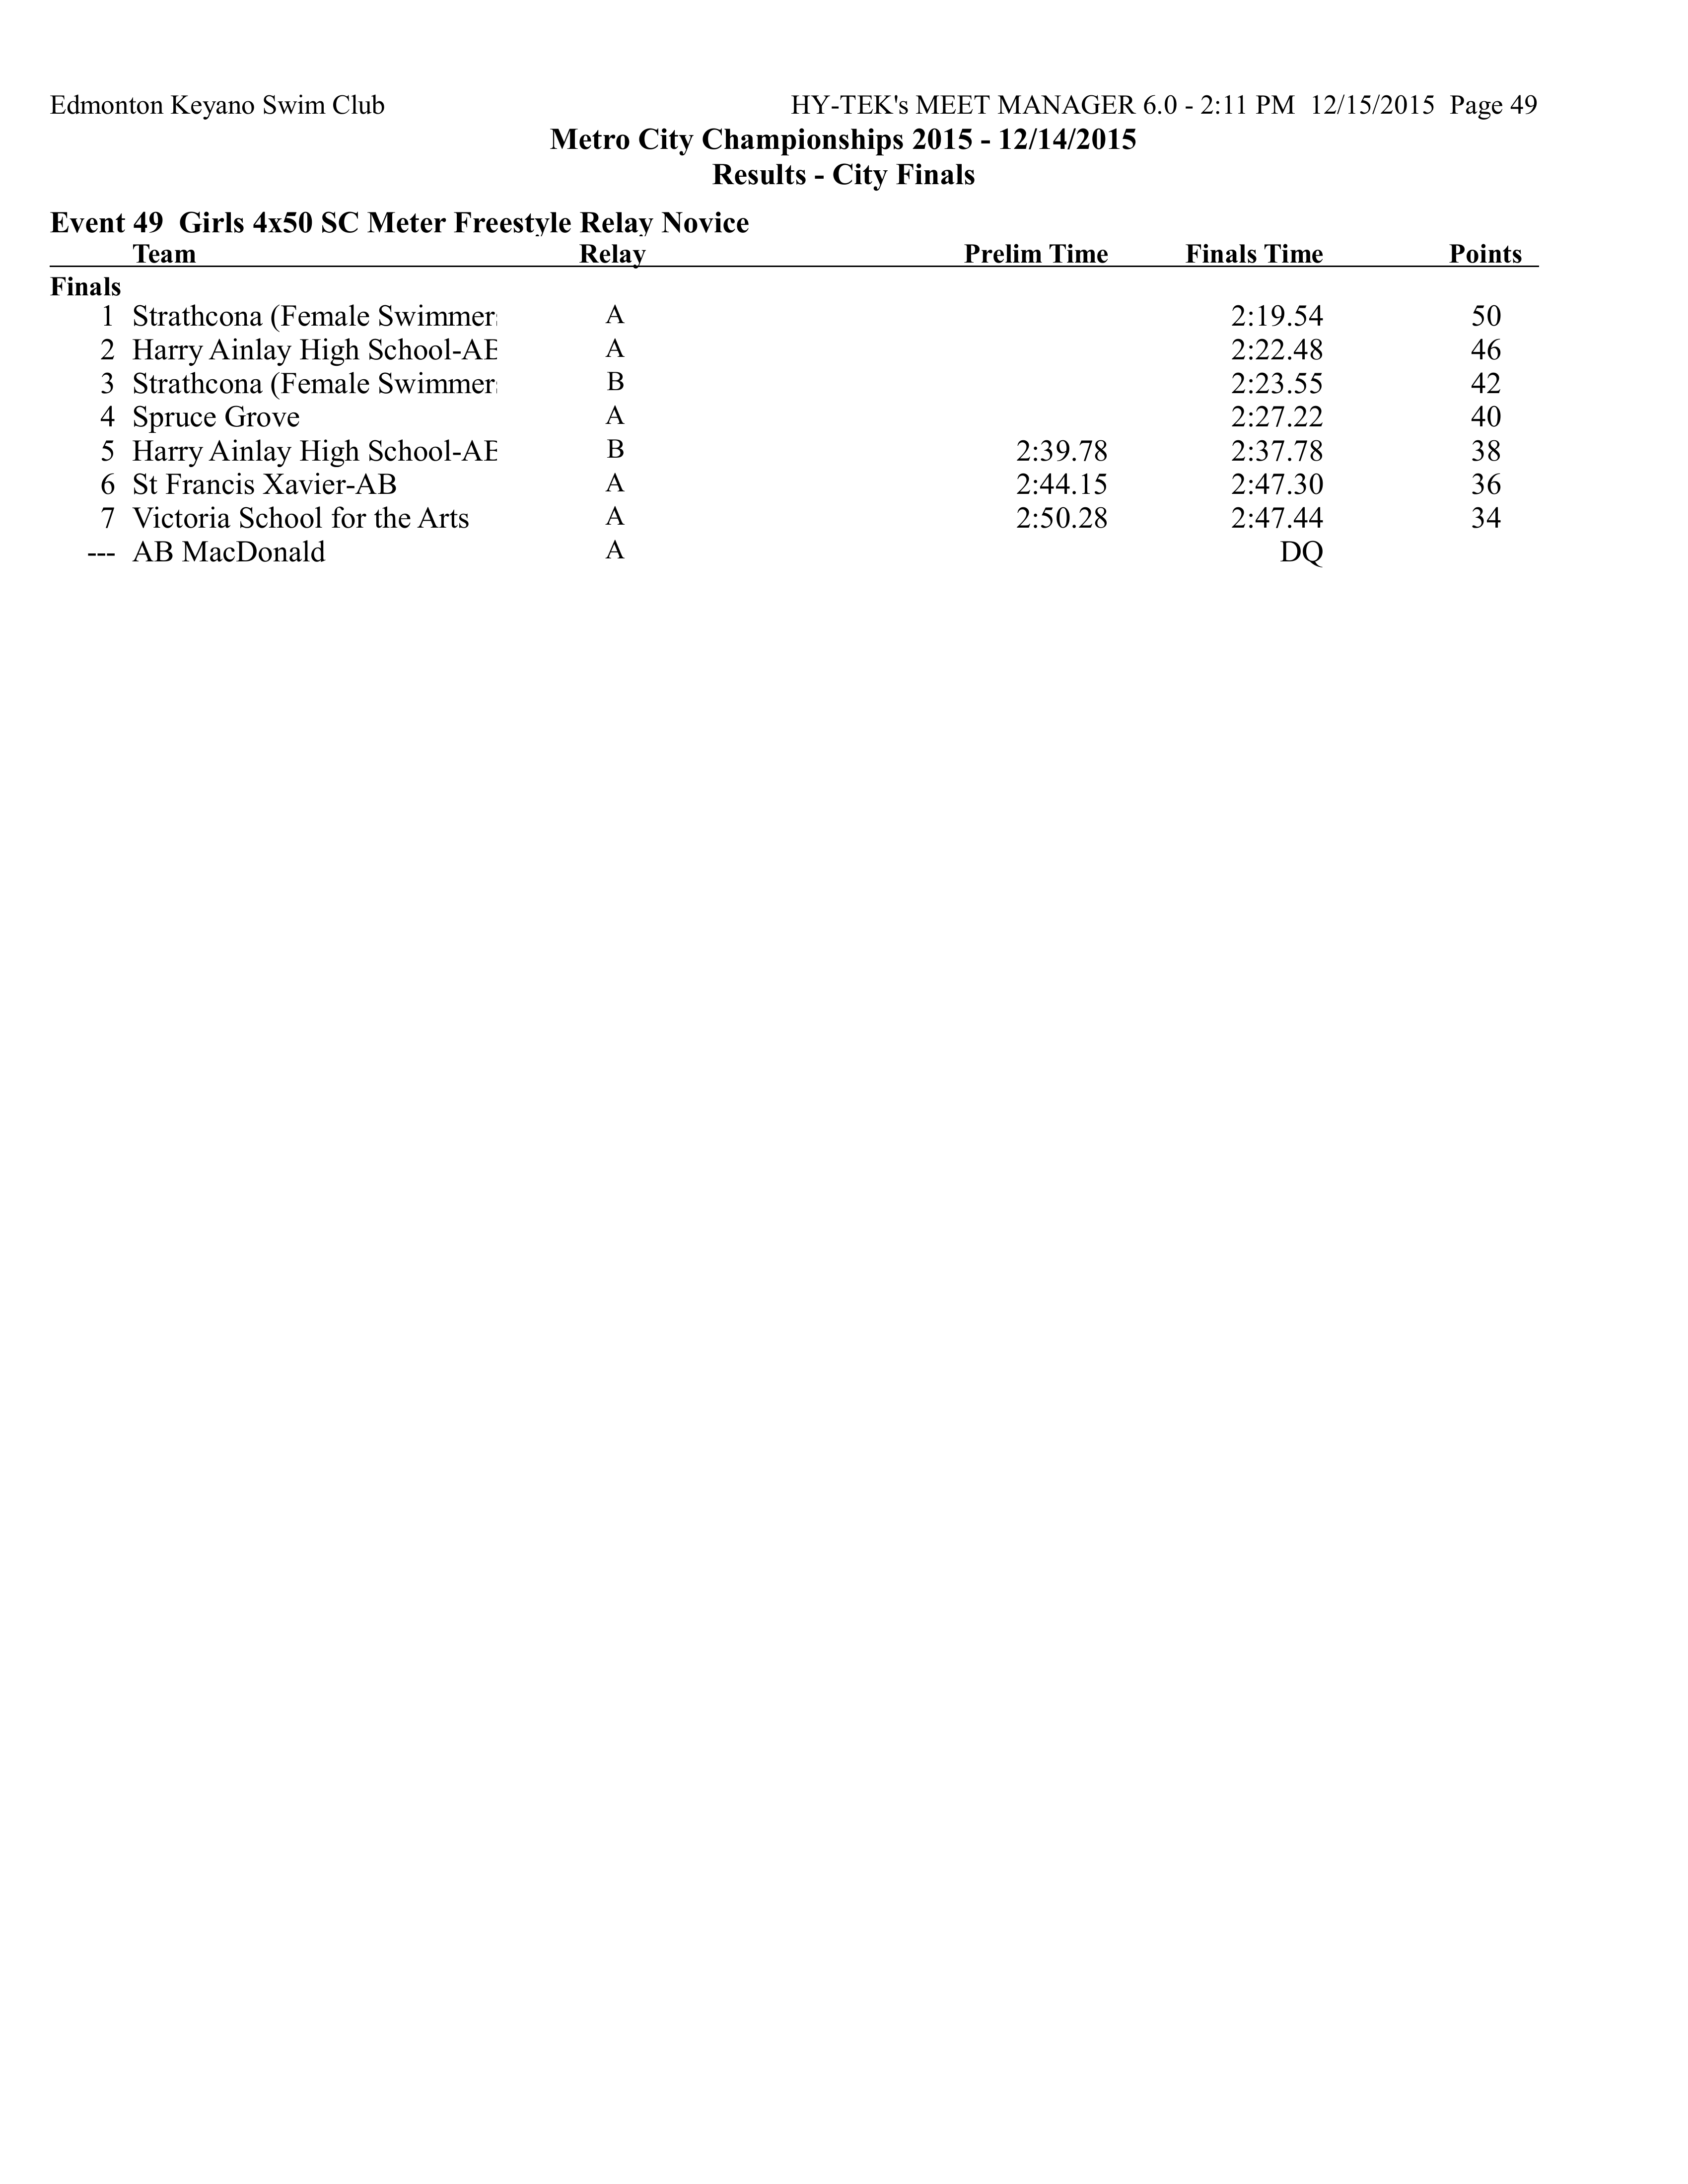 Edmonton Keyano Swim Club HY-TEK's MEET MANAGER 6.0 - 2:11 PM 12/15/2015 Page 49
Metro City Championships 2015 - 12/14/2015
Results - City Finals
Event 49 Girls 4x50 SC Meter Freestyle Relay Novice
Team Relay Prelim Time Finals Time Points
Finals
1 Strathcona (Female Swimmers A 2:19.54 50
2 Harry Ainlay High School-AB A 2:22.48 46
3 Strathcona (Female Swimmers B 2:23.55 42
4 Spruce Grove A 2:27.22 40
5 Harry Ainlay High School-AB B 2:39.78 2:37.78 38
6 St Francis Xavier-AB A 2:44.15 2:47.30 36
7 Victoria School for the Arts A 2:50.28 2:47.44 34
--- AB MacDonald A DQ